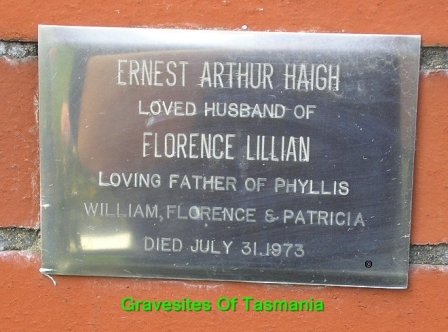 ERNEST ARTHUR HAIGH
LOVED HUSBAND OF
FLORENCE LILLIAN
LOVING FATHER OF PHYLLIS
WILLIAM, FLORENCE & PATRICIA
DIED JULY 31.1973
©
Gravesites Of Tasmania